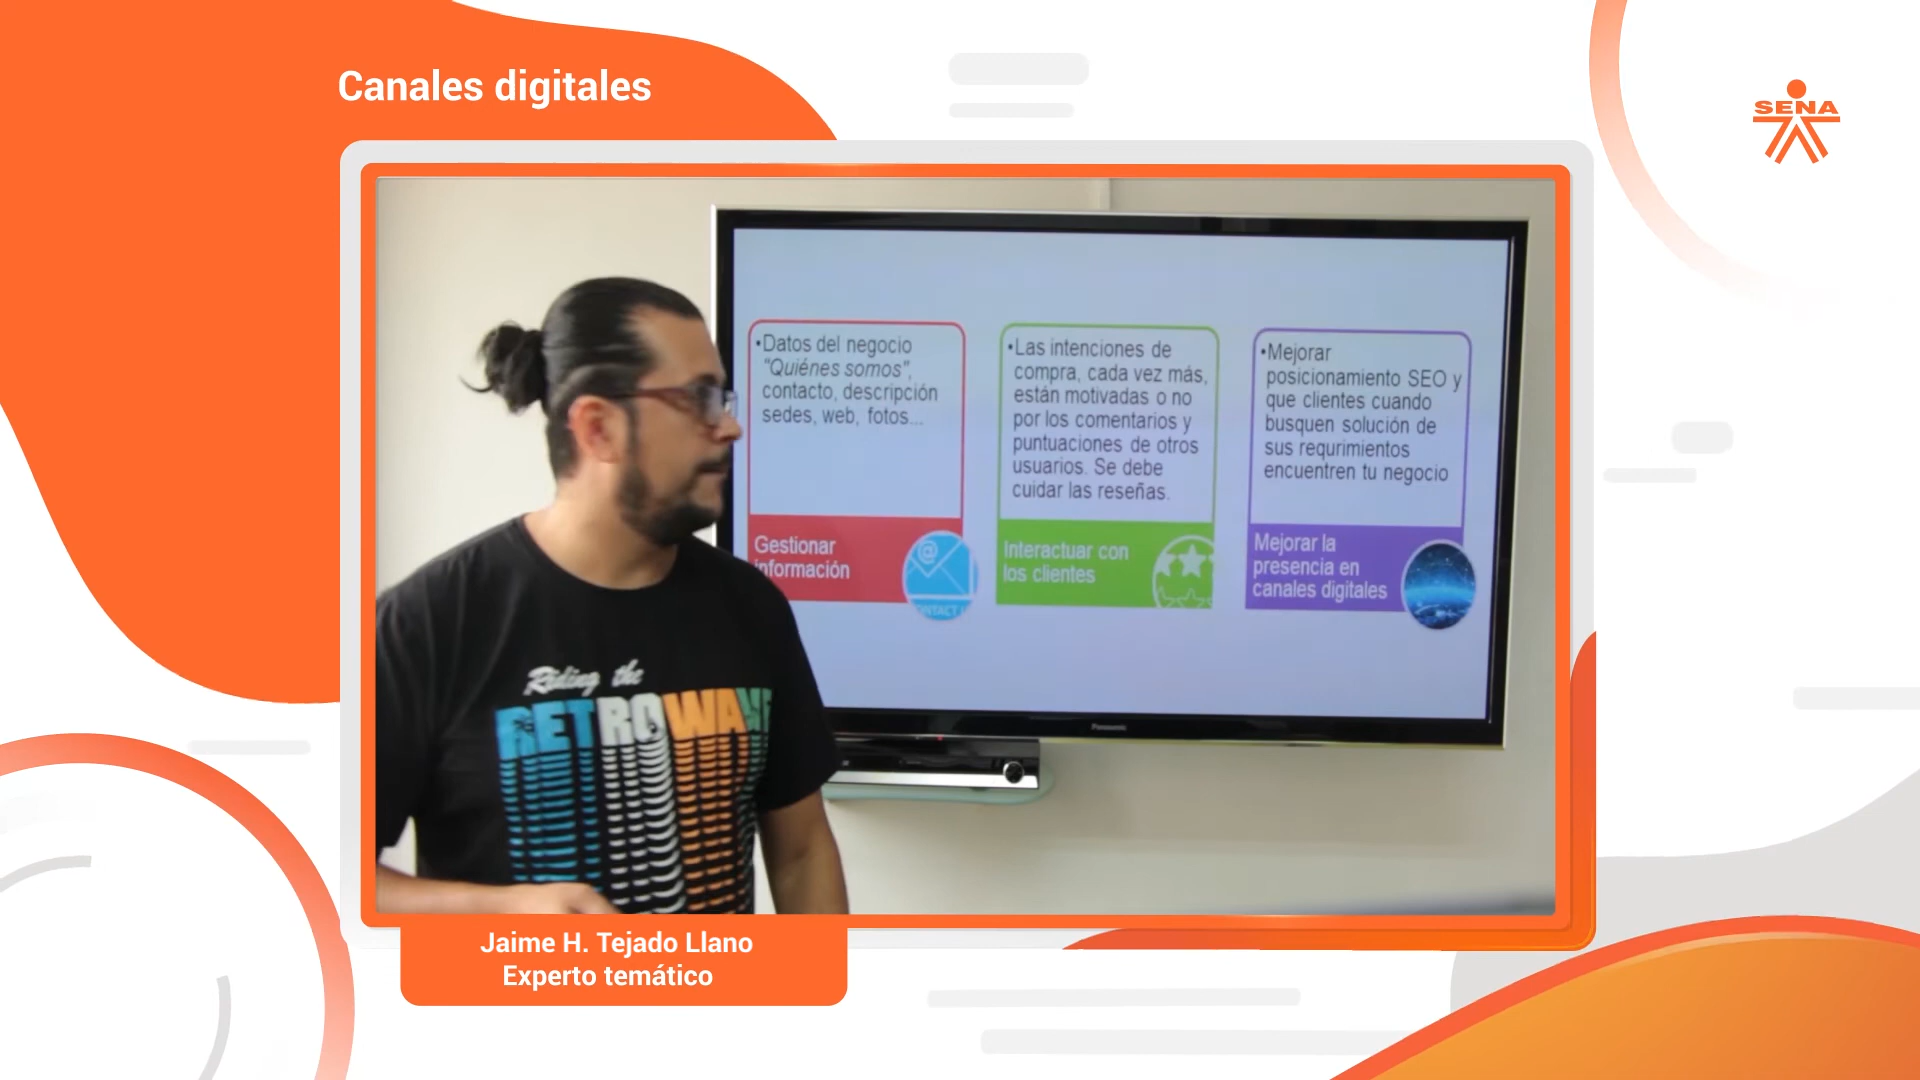 Canales digitales
SENA
•Datos del negocio
"Quiénes somos",
contacto, descripción
sedes, web, fotos...
Gestionar
información
•Las intenciones de
compra, cada vez más,
están motivadas o no
por los comentarios y
puntuaciones de otros
usuarios. Se debe
cuidar las reseñas.
Interactuar con
los clientes
•Mejorar
posicionamiento SEO y
que clientes cuando
busquen solución de
sus requrimientos
encuentren tu negocio
Mejorar la
presencia en
canales digitales
Riding the
RETROWAVE
Panasonic
Jaime H. Tejado Llano
Experto temático